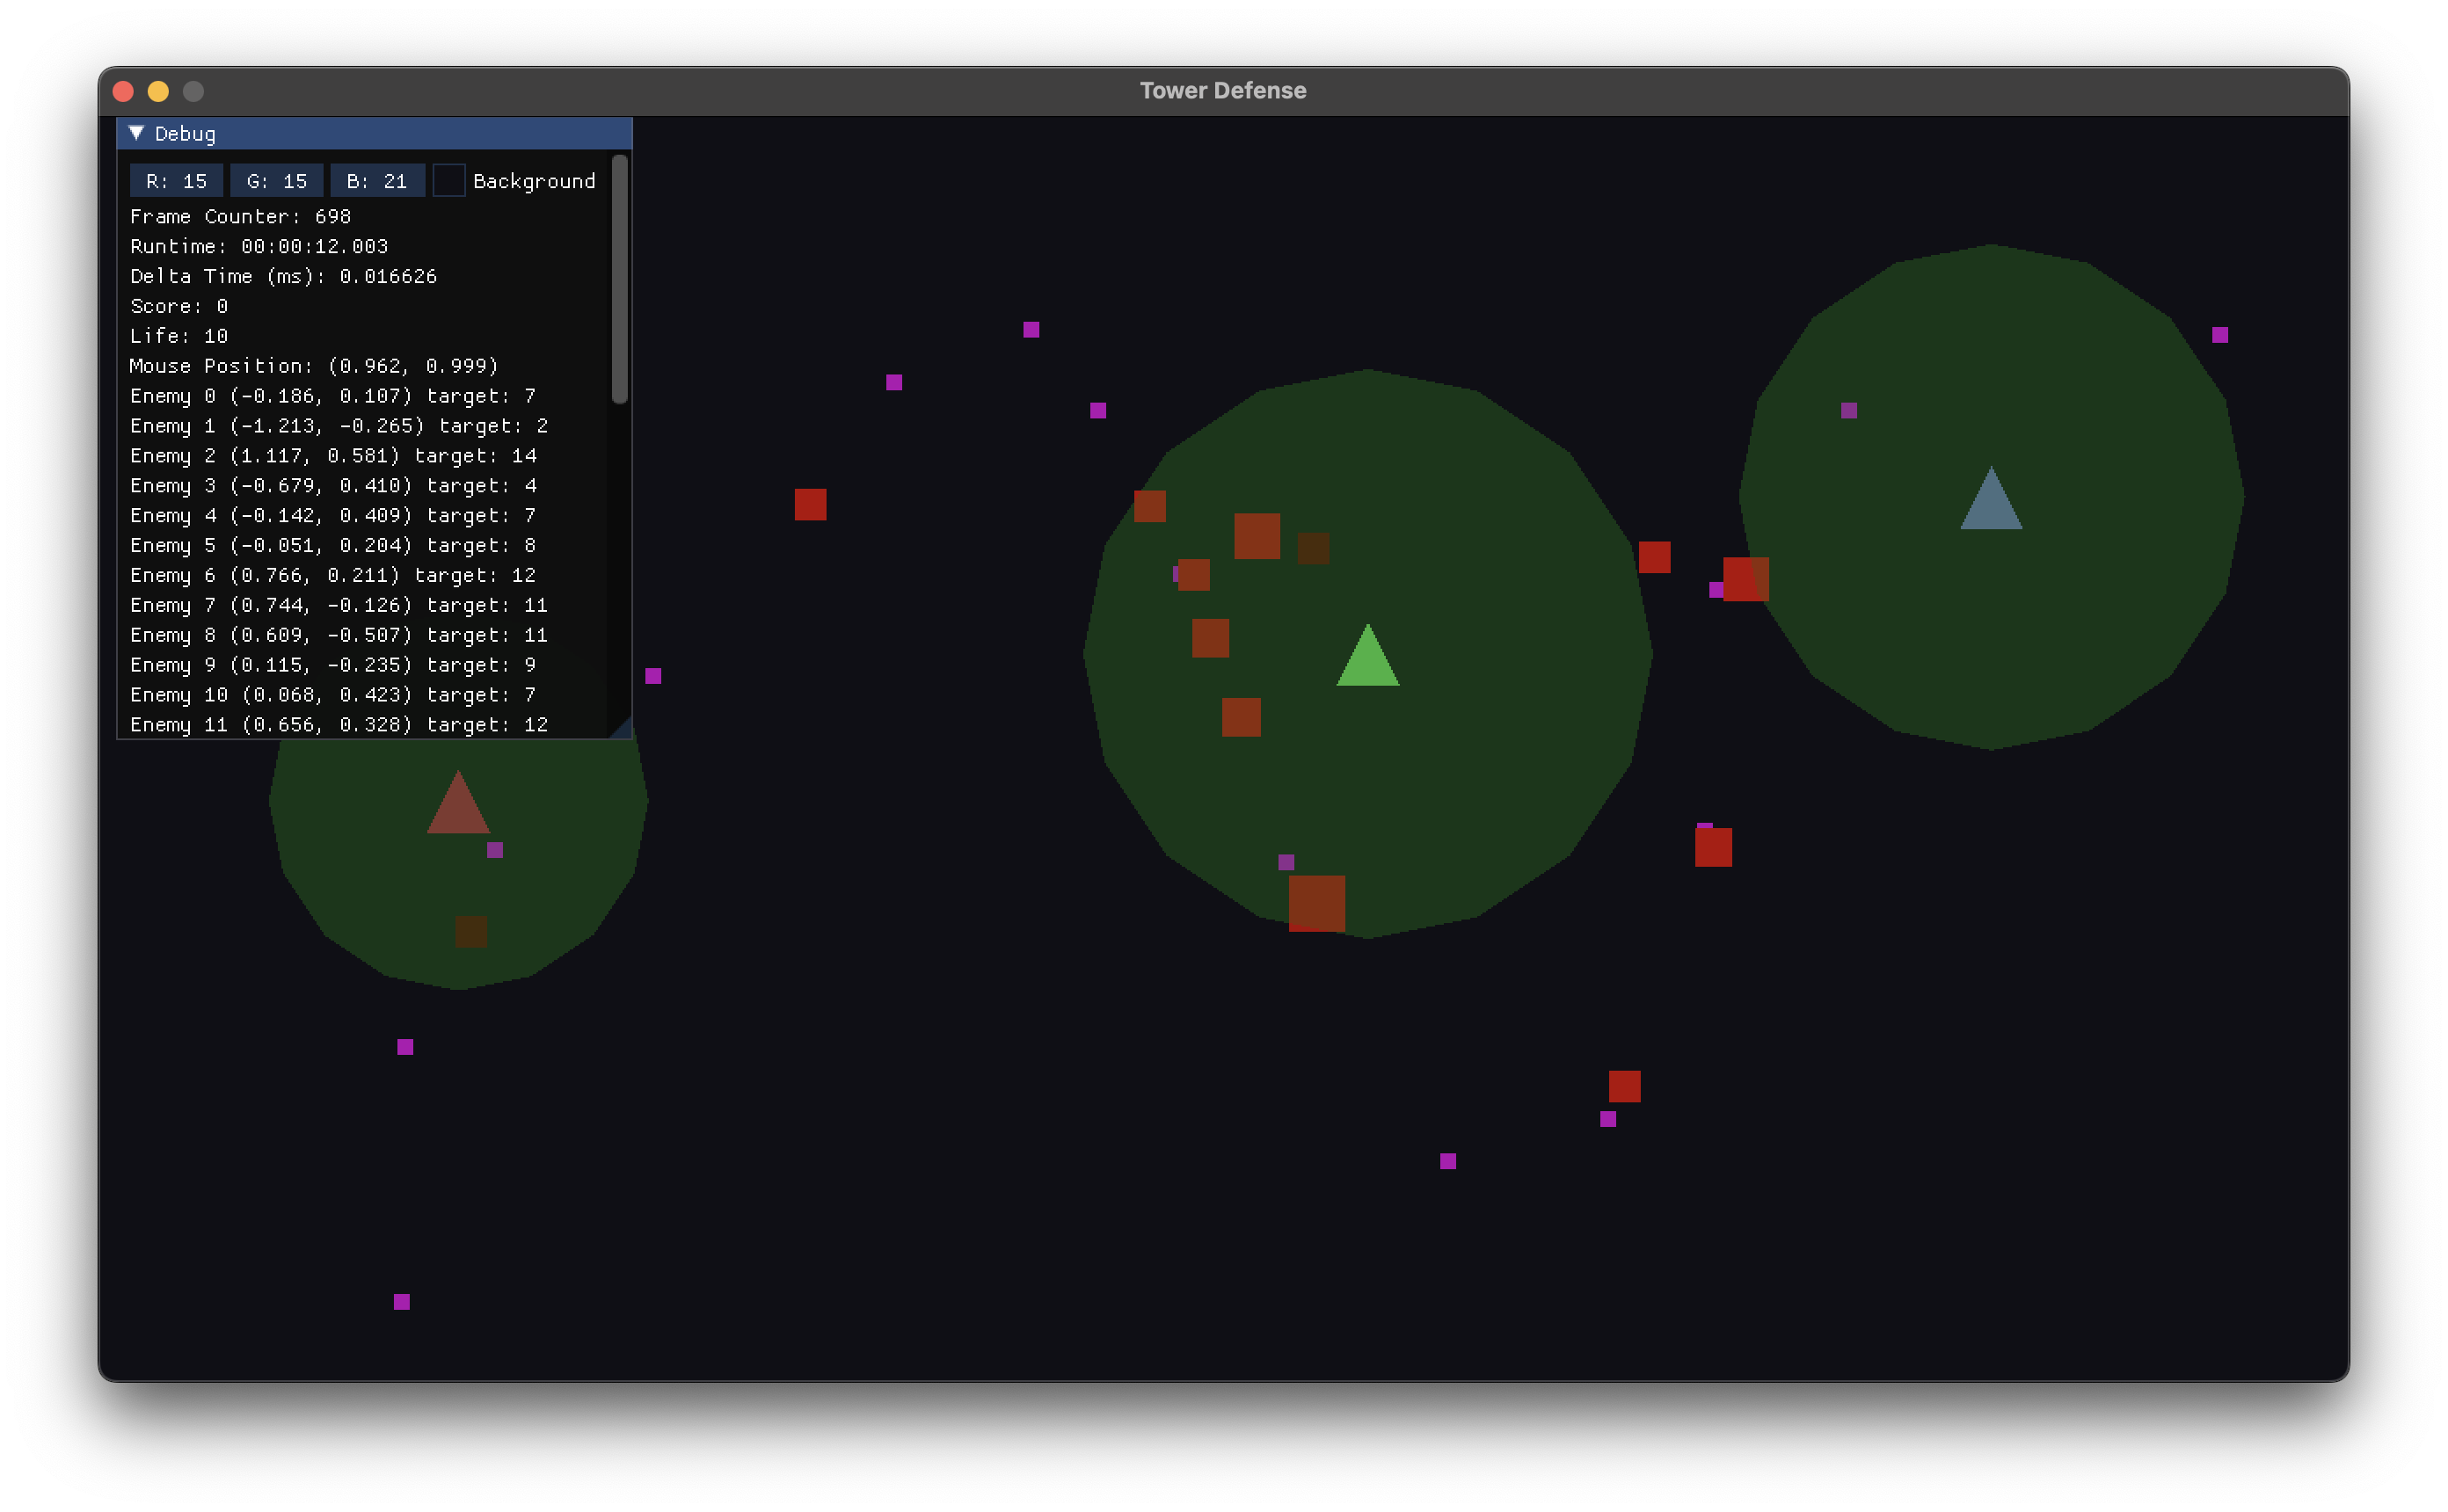 Tower Defense
Debug
R: 15 G: 15 B: 21 Background
Frame Counter: 698
Runtime: 00:00:12.003
Delta Time (ms): 0.016626
Score: 0
Life: 10
Mouse Position: (0.962, 0.999)
Enemy 0 (-0.186, 0.107) target: 7
Enemy 1 (-1.213, -0.265) target: 2
Enemy 2 (1.117, 0.581) target: 14
Enemy 3 (-0.679, 0.410) target: 4
Enemy 4 (-0.142, 0.409) target: 7
Enemy 5 (-0.051, 0.204) target: 8
Enemy 6 (0.766, 0.211) target: 12
Enemy 7 (0.744, -0.126) target: 11
Enemy 8 (0.609, -0.507) target: 11
Enemy 9 (0.115, -0.235) target: 9
Enemy 10 (0.068, 0.423) target: 7
Enemy 11 (0.656, 0.328) target: 12